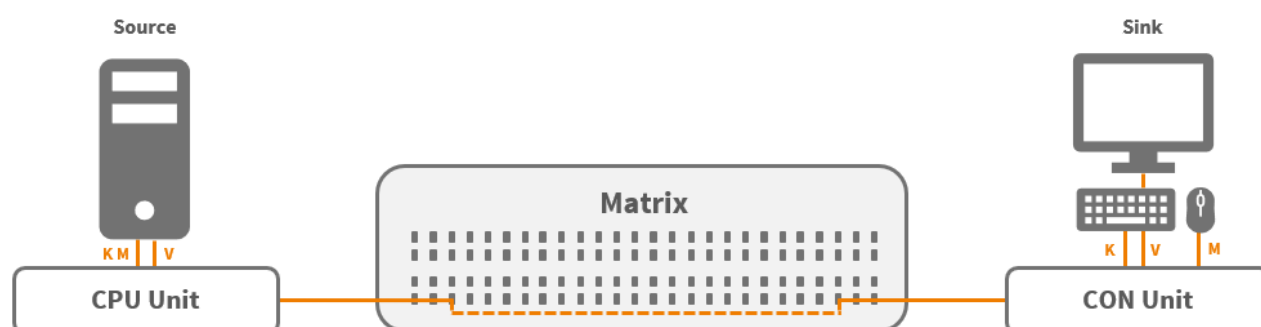 Source
Sink
Matrix
K M V
K V M
CPU Unit
CON Unit